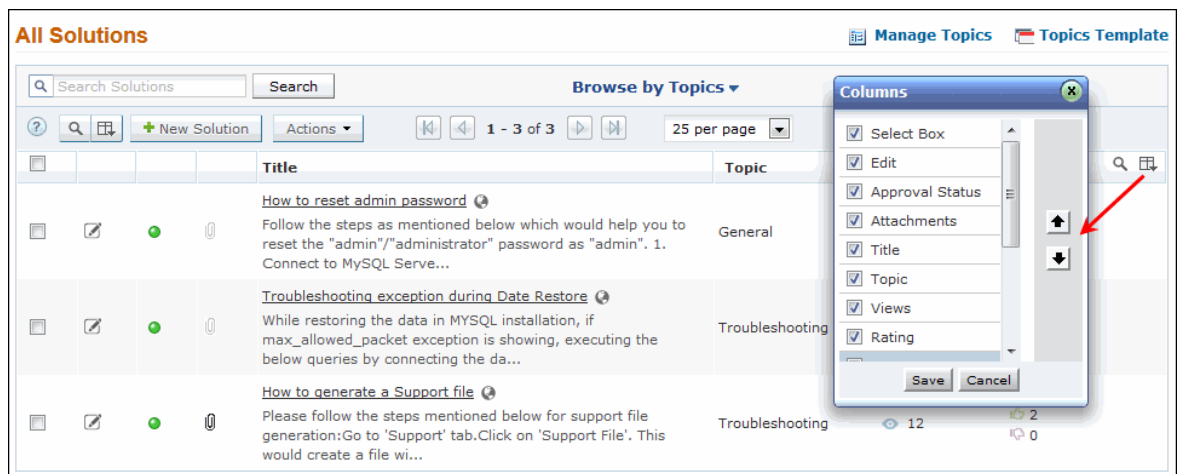 All Solutions
Manage Topics
Topics Template
Search Solutions
Search
Browse by Topics
? New Solution Actions 1 - 3 of 3 25 per page
Title Topic
How to reset admin password
Follow the steps as mentioned below which would help you to
reset the "admin"/"administrator" password as "admin". 1.
Connect to MySQL Serve...
General
Troubleshooting exception during Date Restore
While restoring the data in MYSQL installation, if
max_allowed_packet exception is showing, executing the
below queries by connecting the da...
Troubleshooting
How to generate a Support file
Please follow the steps mentioned below for support file
generation:Go to 'Support' tab.Click on 'Support File'. This
would create a file wi...
Troubleshooting
12
2
0
Columns
Select Box
Edit
Approval Status
Attachments
Title
Topic
Views
Rating
Save Cancel